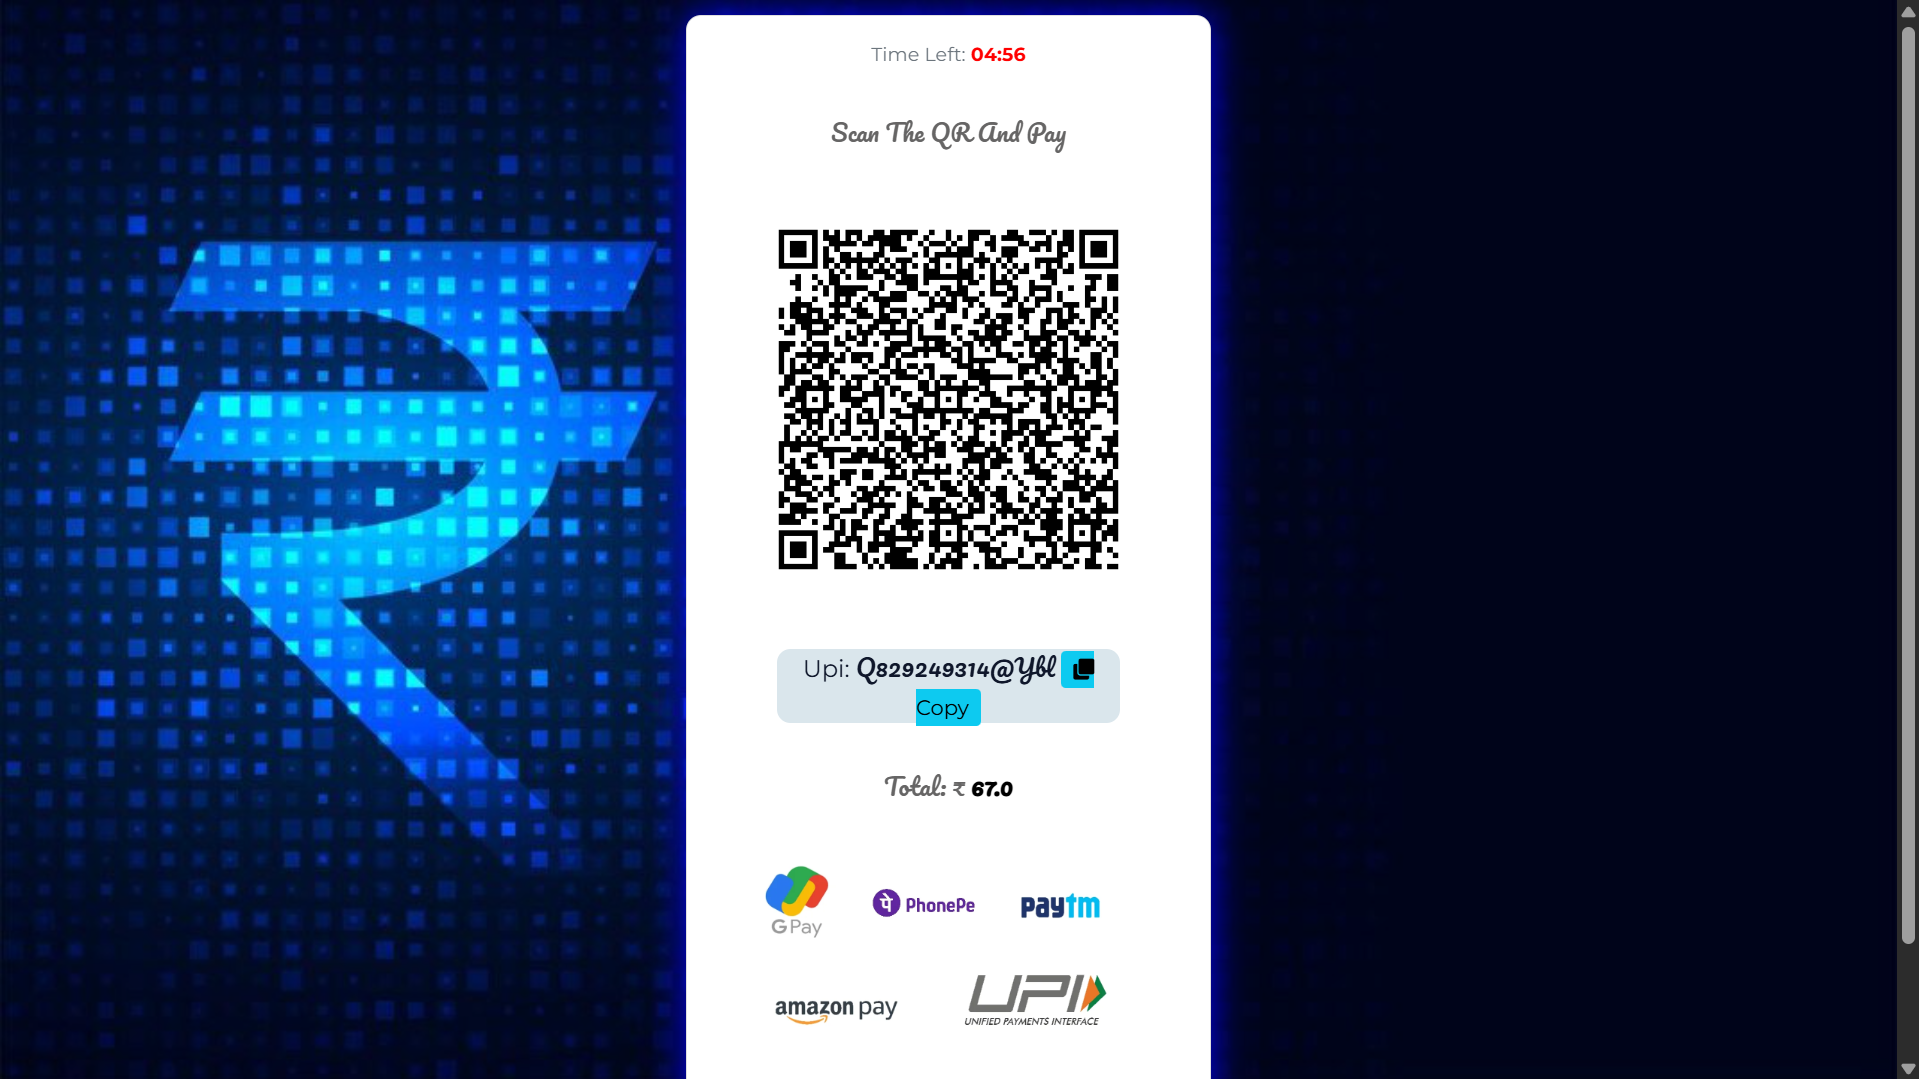 Time Left: 04:56
Scan The QR And Pay
Upi: Q829249314@Ybl
Copy
Total: ₹ 67.0
G Pay
पे PhonePe
paytm
amazon pay
UPI
UNIFIED PAYMENTS INTERFACE